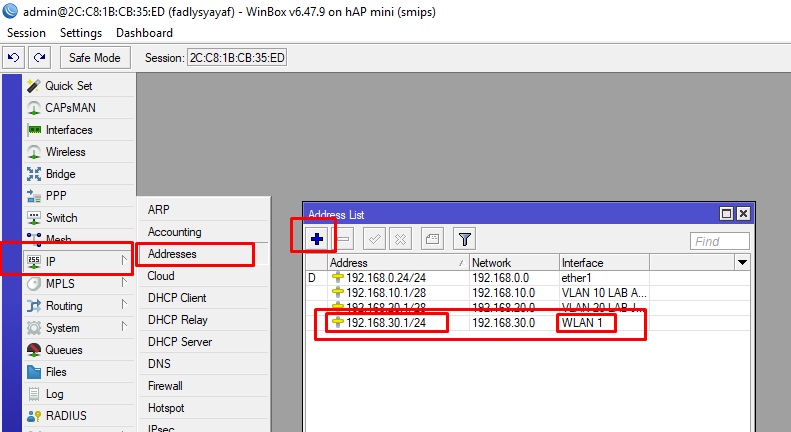 admin@2C:C8:1B:CB:35:ED (fadlysyayaf) - WinBox v6.47.9 on hAP mini (smips)
Session Settings Dashboard
Safe Mode Session: 2C:C8:1B:CB:35:ED
Quick Set
CAPsMAN
Interfaces
Wireless
Bridge
PPP
Switch
Mesh
255 IP
MPLS
Routing
System
Queues
Files
Log
RADIUS
ARP
Accounting
Addresses
Cloud
DHCP Client
DHCP Relay
DHCP Server
DNS
Firewall
Hotspot
IPsec
Address List
Find
Address Network Interface
D 192.168.0.24/24 192.168.0.0 ether1
192.168.10.1/28 192.168.10.0 VLAN 10 LAB A...
192.168.20.1/28 192.168.20.0 VLAN 20 LAB J...
192.168.30.1/24 192.168.30.0 WLAN 1